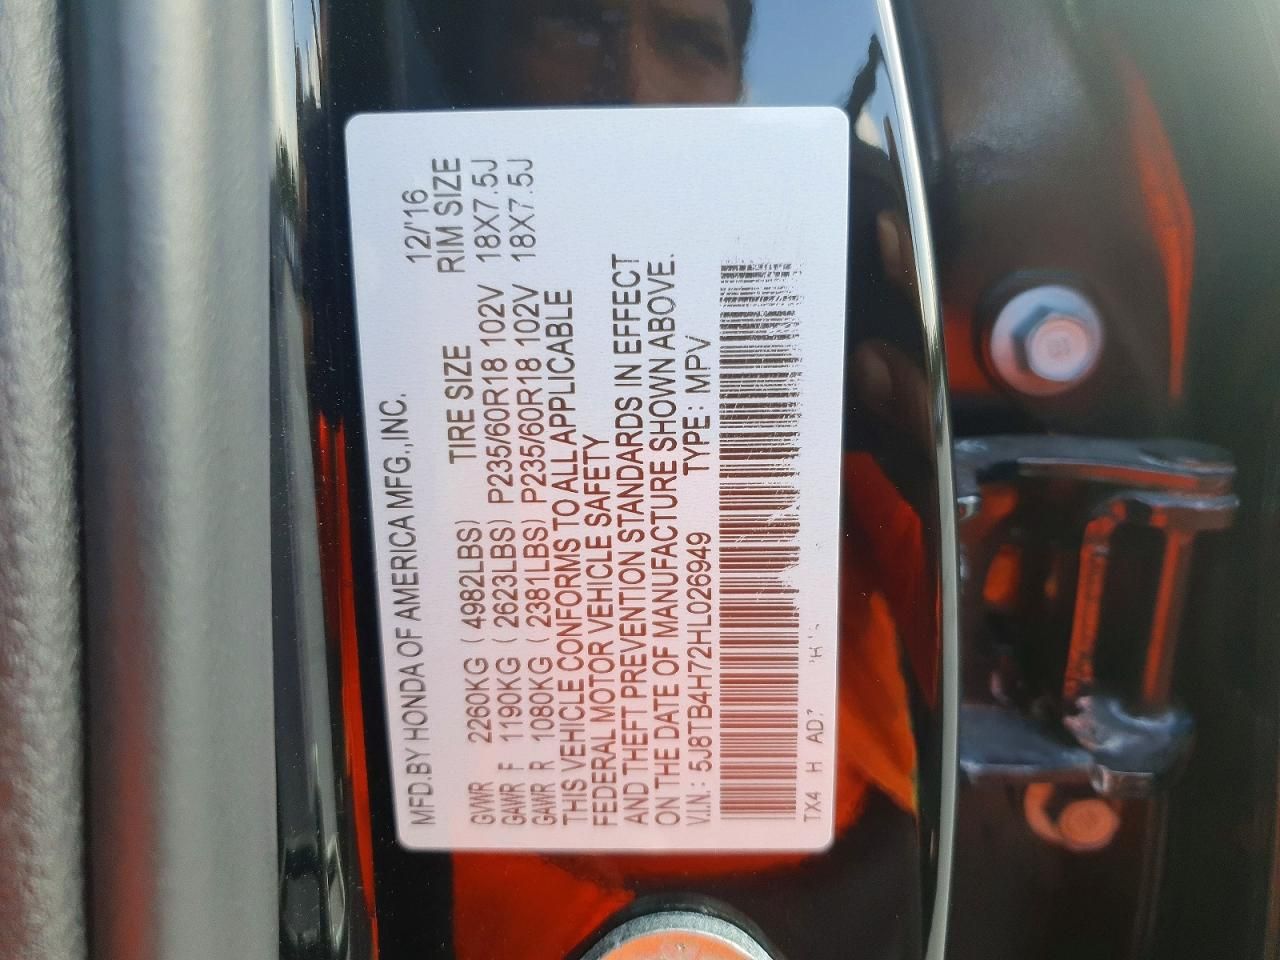 MFD.BY HONDA OF AMERICA MFG.,INC. 12/'16
TIRE SIZE RIM SIZE
GVWR 2260KG ( 4982LBS)
GAWR F 1190KG ( 2623LBS) P235/60R18 102V 18X7.5J
GAWR R 1080KG ( 2381LBS) P235/60R18 102V 18X7.5J
THIS VEHICLE CONFORMS TO ALL APPLICABLE
FEDERAL MOTOR VEHICLE SAFETY
AND THEFT PREVENTION STANDARDS IN EFFECT
ON THE DATE OF MANUFACTURE SHOWN ABOVE.
V.I.N.: 5J8TB4H72HL026949 TYPE: MPV
TX4 H